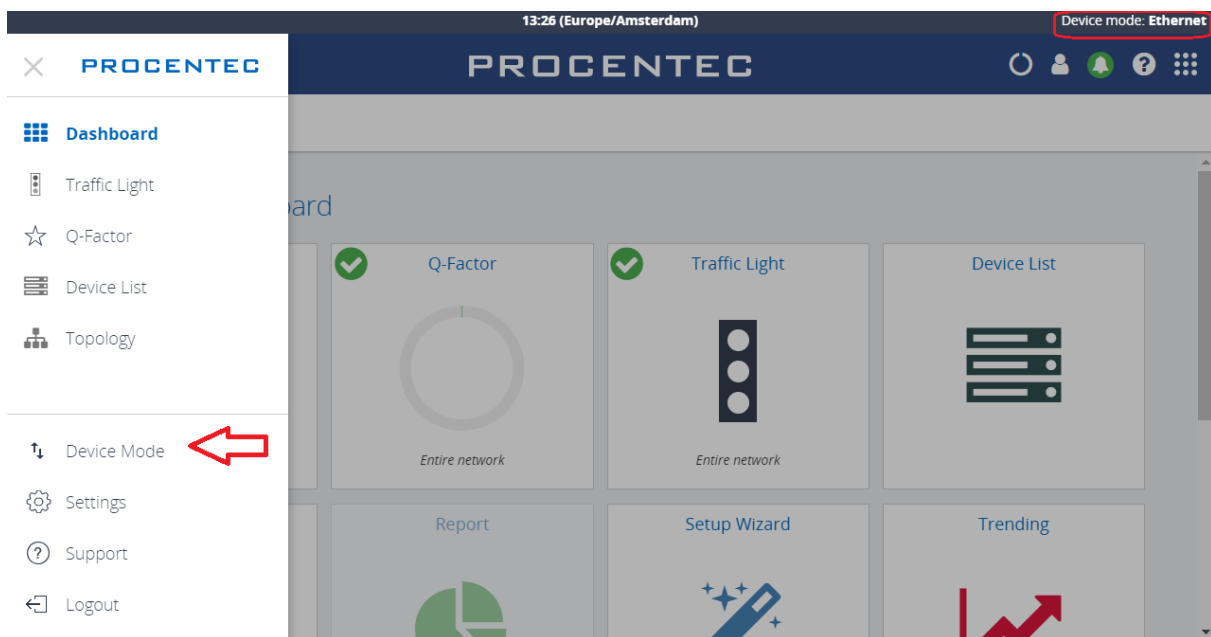 13:26 (Europe/Amsterdam)
Device mode: Ethernet
PROCENTEC
PROCENTEC
Dashboard
Traffic Light
Q-Factor
Device List
Topology
Device Mode
Settings
Support
Logout
ard
Q-Factor
Traffic Light
Device List
Entire network
Entire network
Report
Setup Wizard
Trending